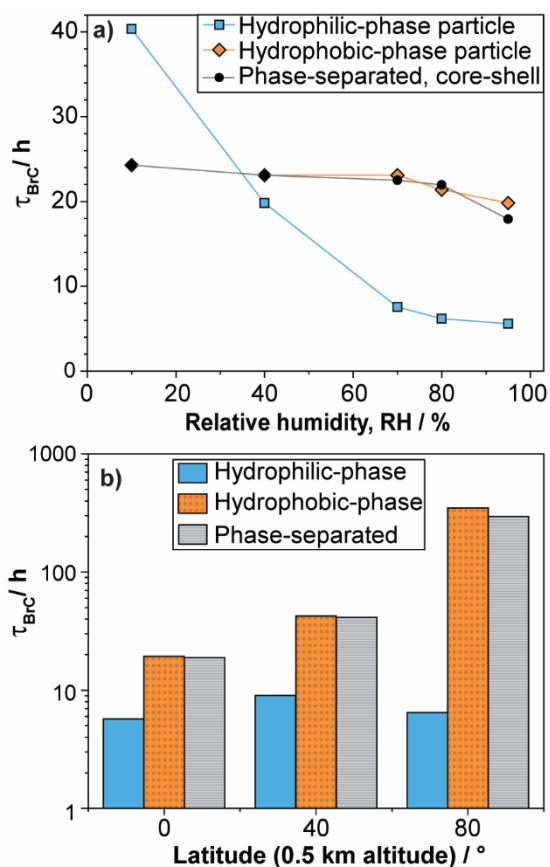 a)
Hydrophilic-phase particle
Hydrophobic-phase particle
Phase-separated, core-shell
τBrC/ h
40
30
20
10
0
0 20 40 60 80 100
Relative humidity, RH / %
b)
Hydrophilic-phase
Hydrophobic-phase
Phase-separated
τBrC/ h
1000
100
10
1
0 40 80
Latitude (0.5 km altitude) / °